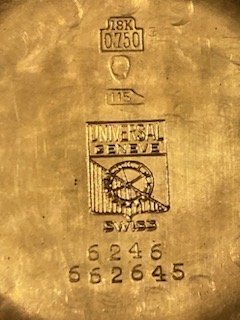 18K
0.750
115
UNIVERSAL
GENEVE
SWISS
6246
662645